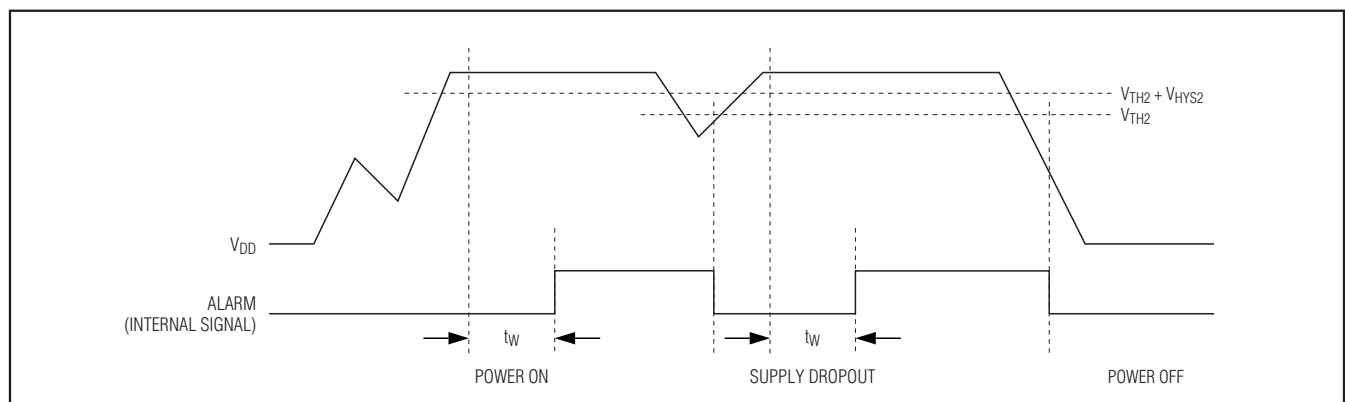 VTH2 + VHYS2
VTH2
VDD
ALARM
(INTERNAL SIGNAL)
tW
tW
POWER ON
SUPPLY DROPOUT
POWER OFF